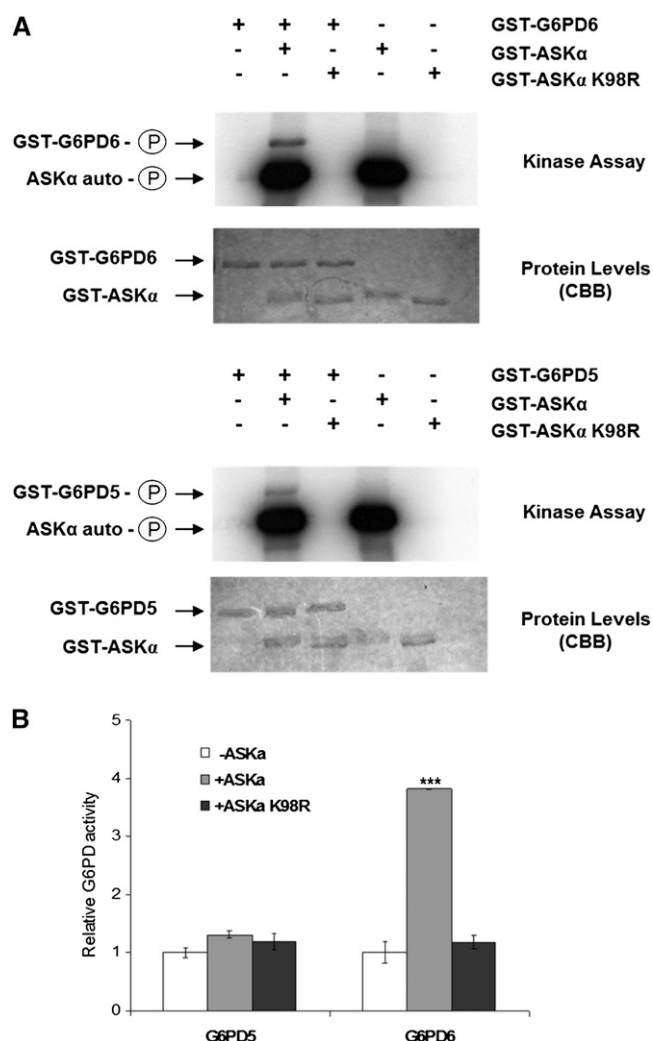 A
+ + + - - GST-G6PD6
- + - + - GST-ASKα
- - + - + GST-ASKα K98R
GST-G6PD6 - P
Kinase Assay
ASKα auto - P
GST-G6PD6
Protein Levels
(CBB)
GST-ASKα
+ + + - - GST-G6PD5
- + - + - GST-ASKα
- - + - + GST-ASKα K98R
GST-G6PD5 - P
Kinase Assay
ASKα auto - P
GST-G6PD5
Protein Levels
(CBB)
GST-ASKα
B
Relative G6PD activity
5
4
3
2
1
0
-ASKa
+ASKa
+ASKa K98R
***
G6PD5 G6PD6